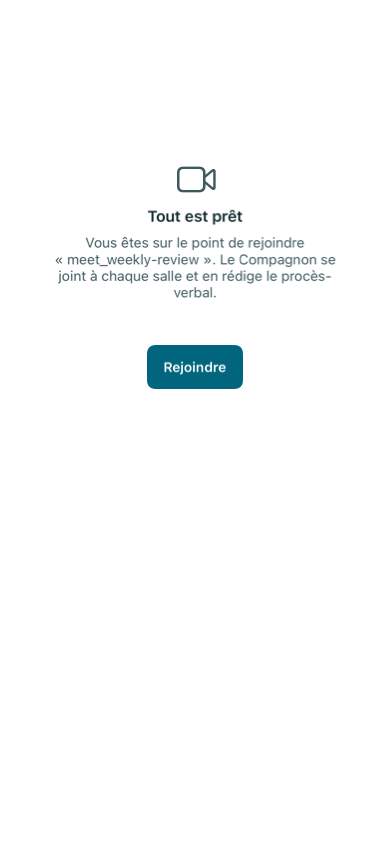 Tout est prêt
Vous êtes sur le point de rejoindre
« meet_weekly-review ». Le Compagnon se
joint à chaque salle et en rédige le procès-
verbal.
Rejoindre